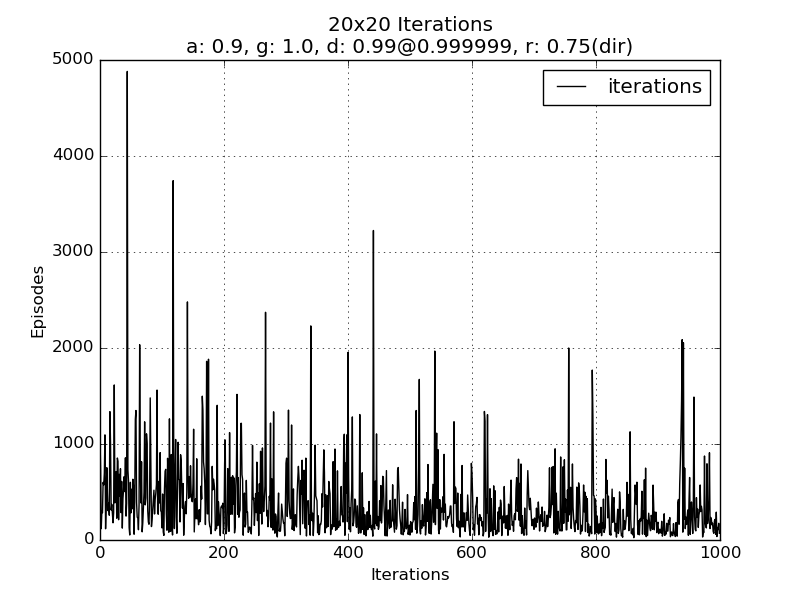 20x20 Iterations
a: 0.9, g: 1.0, d: 0.99@0.999999, r: 0.75(dir)
iterations
5000
4000
3000
2000
1000
0
Episodes
0 200 400 600 800 1000
Iterations